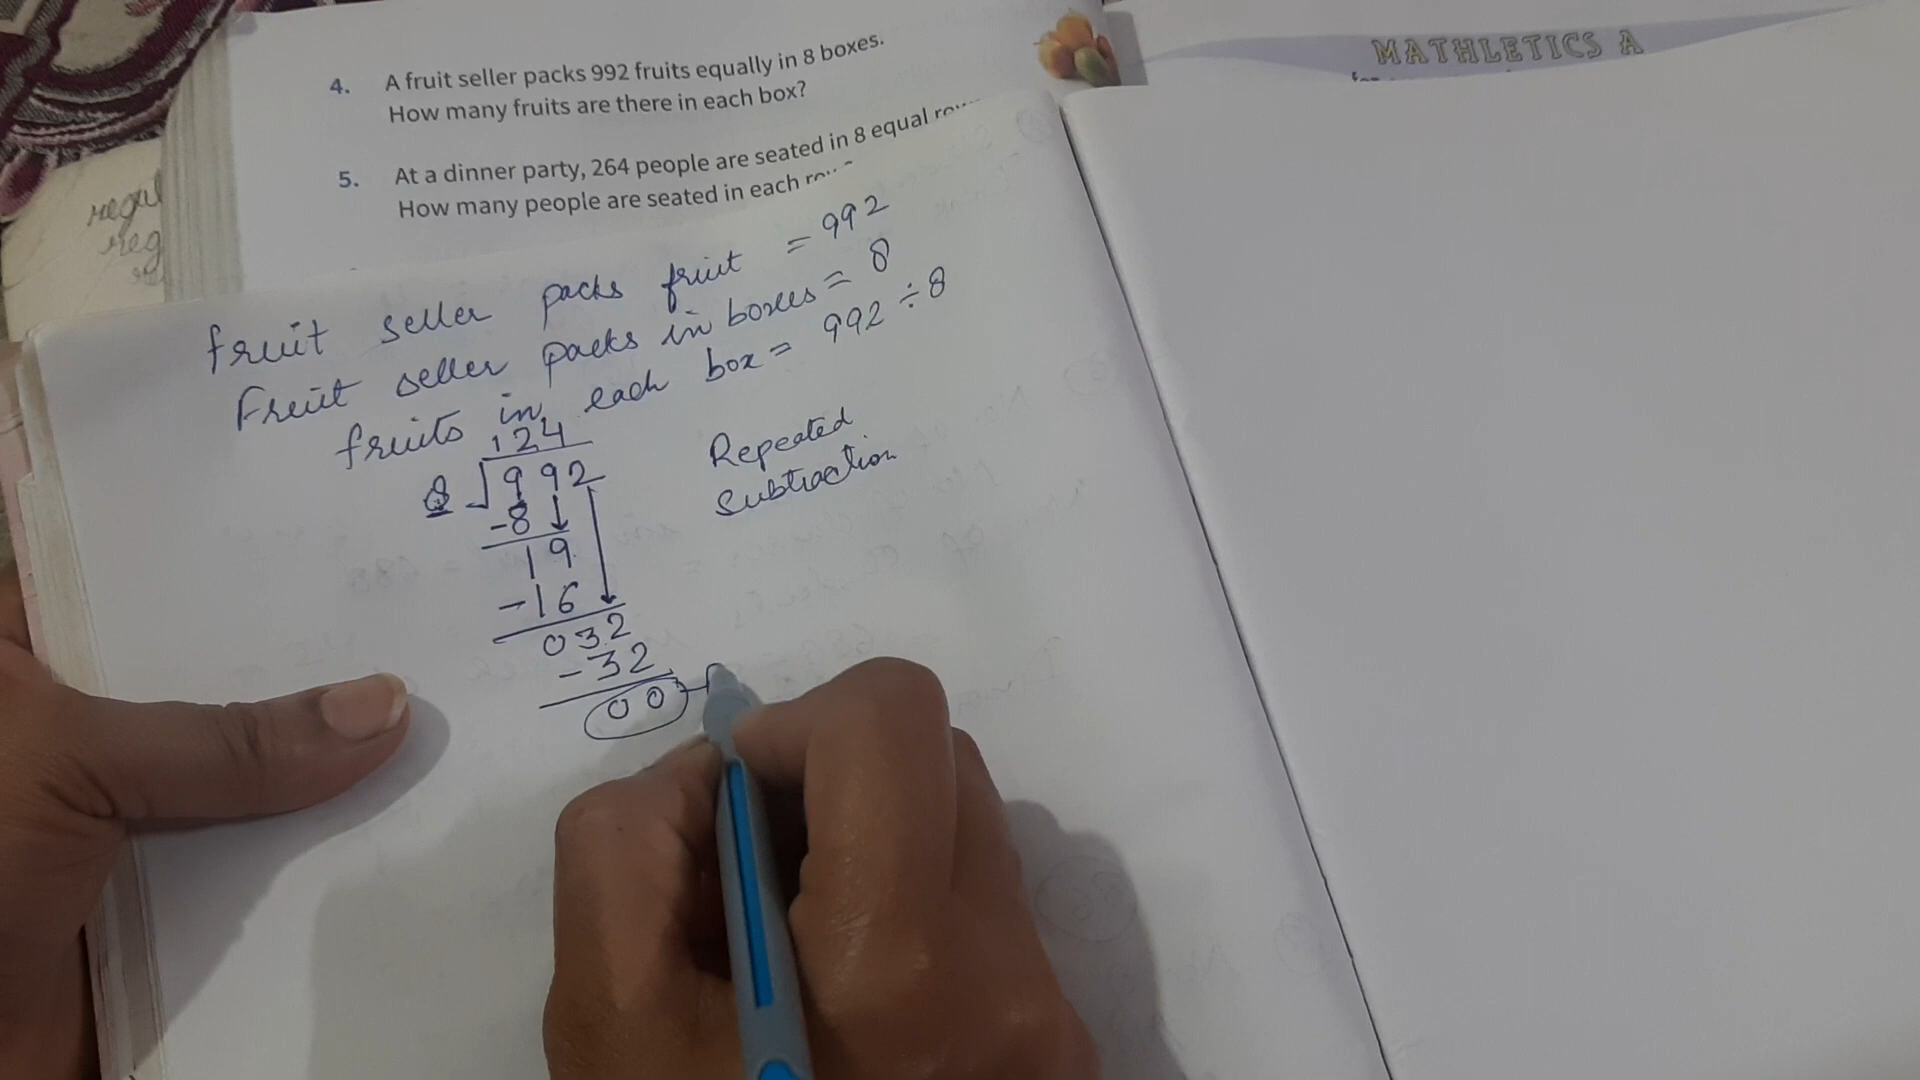 MATHLETICS A
4. A fruit seller packs 992 fruits equally in 8 boxes.
How many fruits are there in each box?
5. At a dinner party, 264 people are seated in 8 equal
How many people are seated in each
regul
reg
fruit seller packs fruit = 992
Fruit seller packs in boxes = 8
fruits in each box = 992 ÷ 8
124
8 √992
-8
19
-16
032
-32
00
Repeated
Subtraction